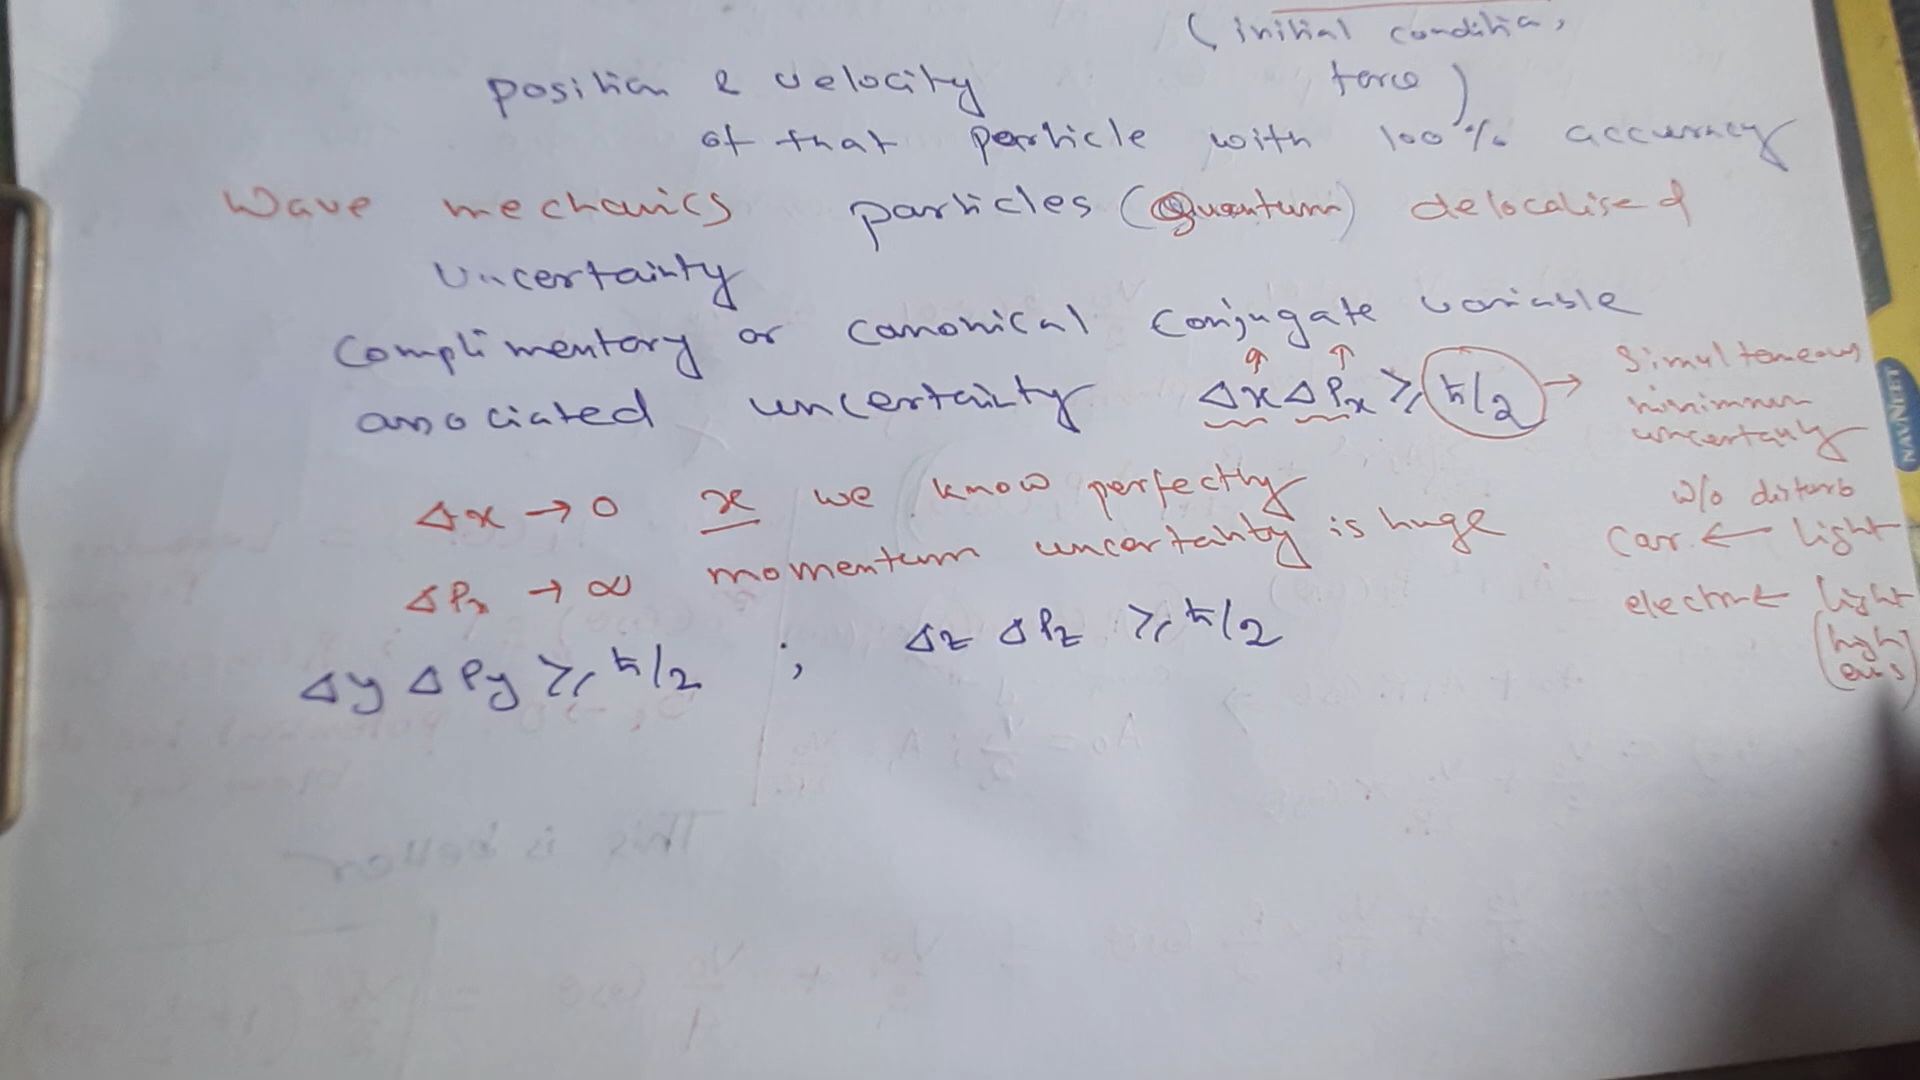 (initial condition,
force)
position & velocity
of that particle with 100% accuracy
Wave mechanics particles (Quantum) delocalised
Uncertainty
Complimentary or canonical conjugate variable
associated uncertainty Δx ΔPx ≥ ħ/2 → Simultaneous
minimum
uncertainty
w/o disturb
Car ← light
Δx → 0 x we know perfectly
ΔPx → ∞ momentum uncertainty is huge
light
(high
Δy ΔPy ≥ ħ/2 ; Δz ΔPz ≥ ħ/2
NAVNEET